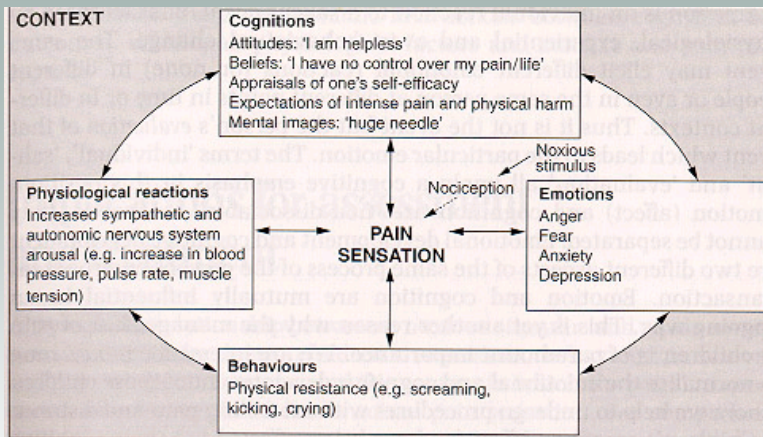 CONTEXT
Cognitions
Attitudes: 'I am helpless'
Beliefs: 'I have no control over my pain/life'
Appraisals of one's self-efficacy
Expectations of intense pain and physical harm
Mental images: 'huge needle'
Noxious
stimulus
Nociception
Physiological reactions
Increased sympathetic and
autonomic nervous system
arousal (e.g. increase in blood
pressure, pulse rate, muscle
tension)
PAIN
SENSATION
Emotions
Anger
Fear
Anxiety
Depression
Behaviours
Physical resistance (e.g. screaming,
kicking, crying)